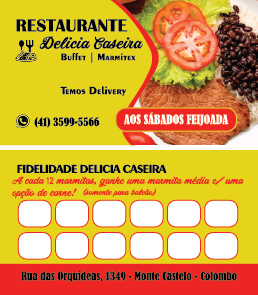 RESTAURANTE
Delicia Caseira
Buffet | Marmitex
Temos Delivery
(41) 3599-5566
AOS SÁBADOS FEIJOADA
FIDELIDADE DELICIA CASEIRA
A cada 12 marmitas, ganhe uma marmita média c/ uma
opção de carne! (somente para balcão)
Rua das Orquideas, 1349 - Monte Castelo - Colombo